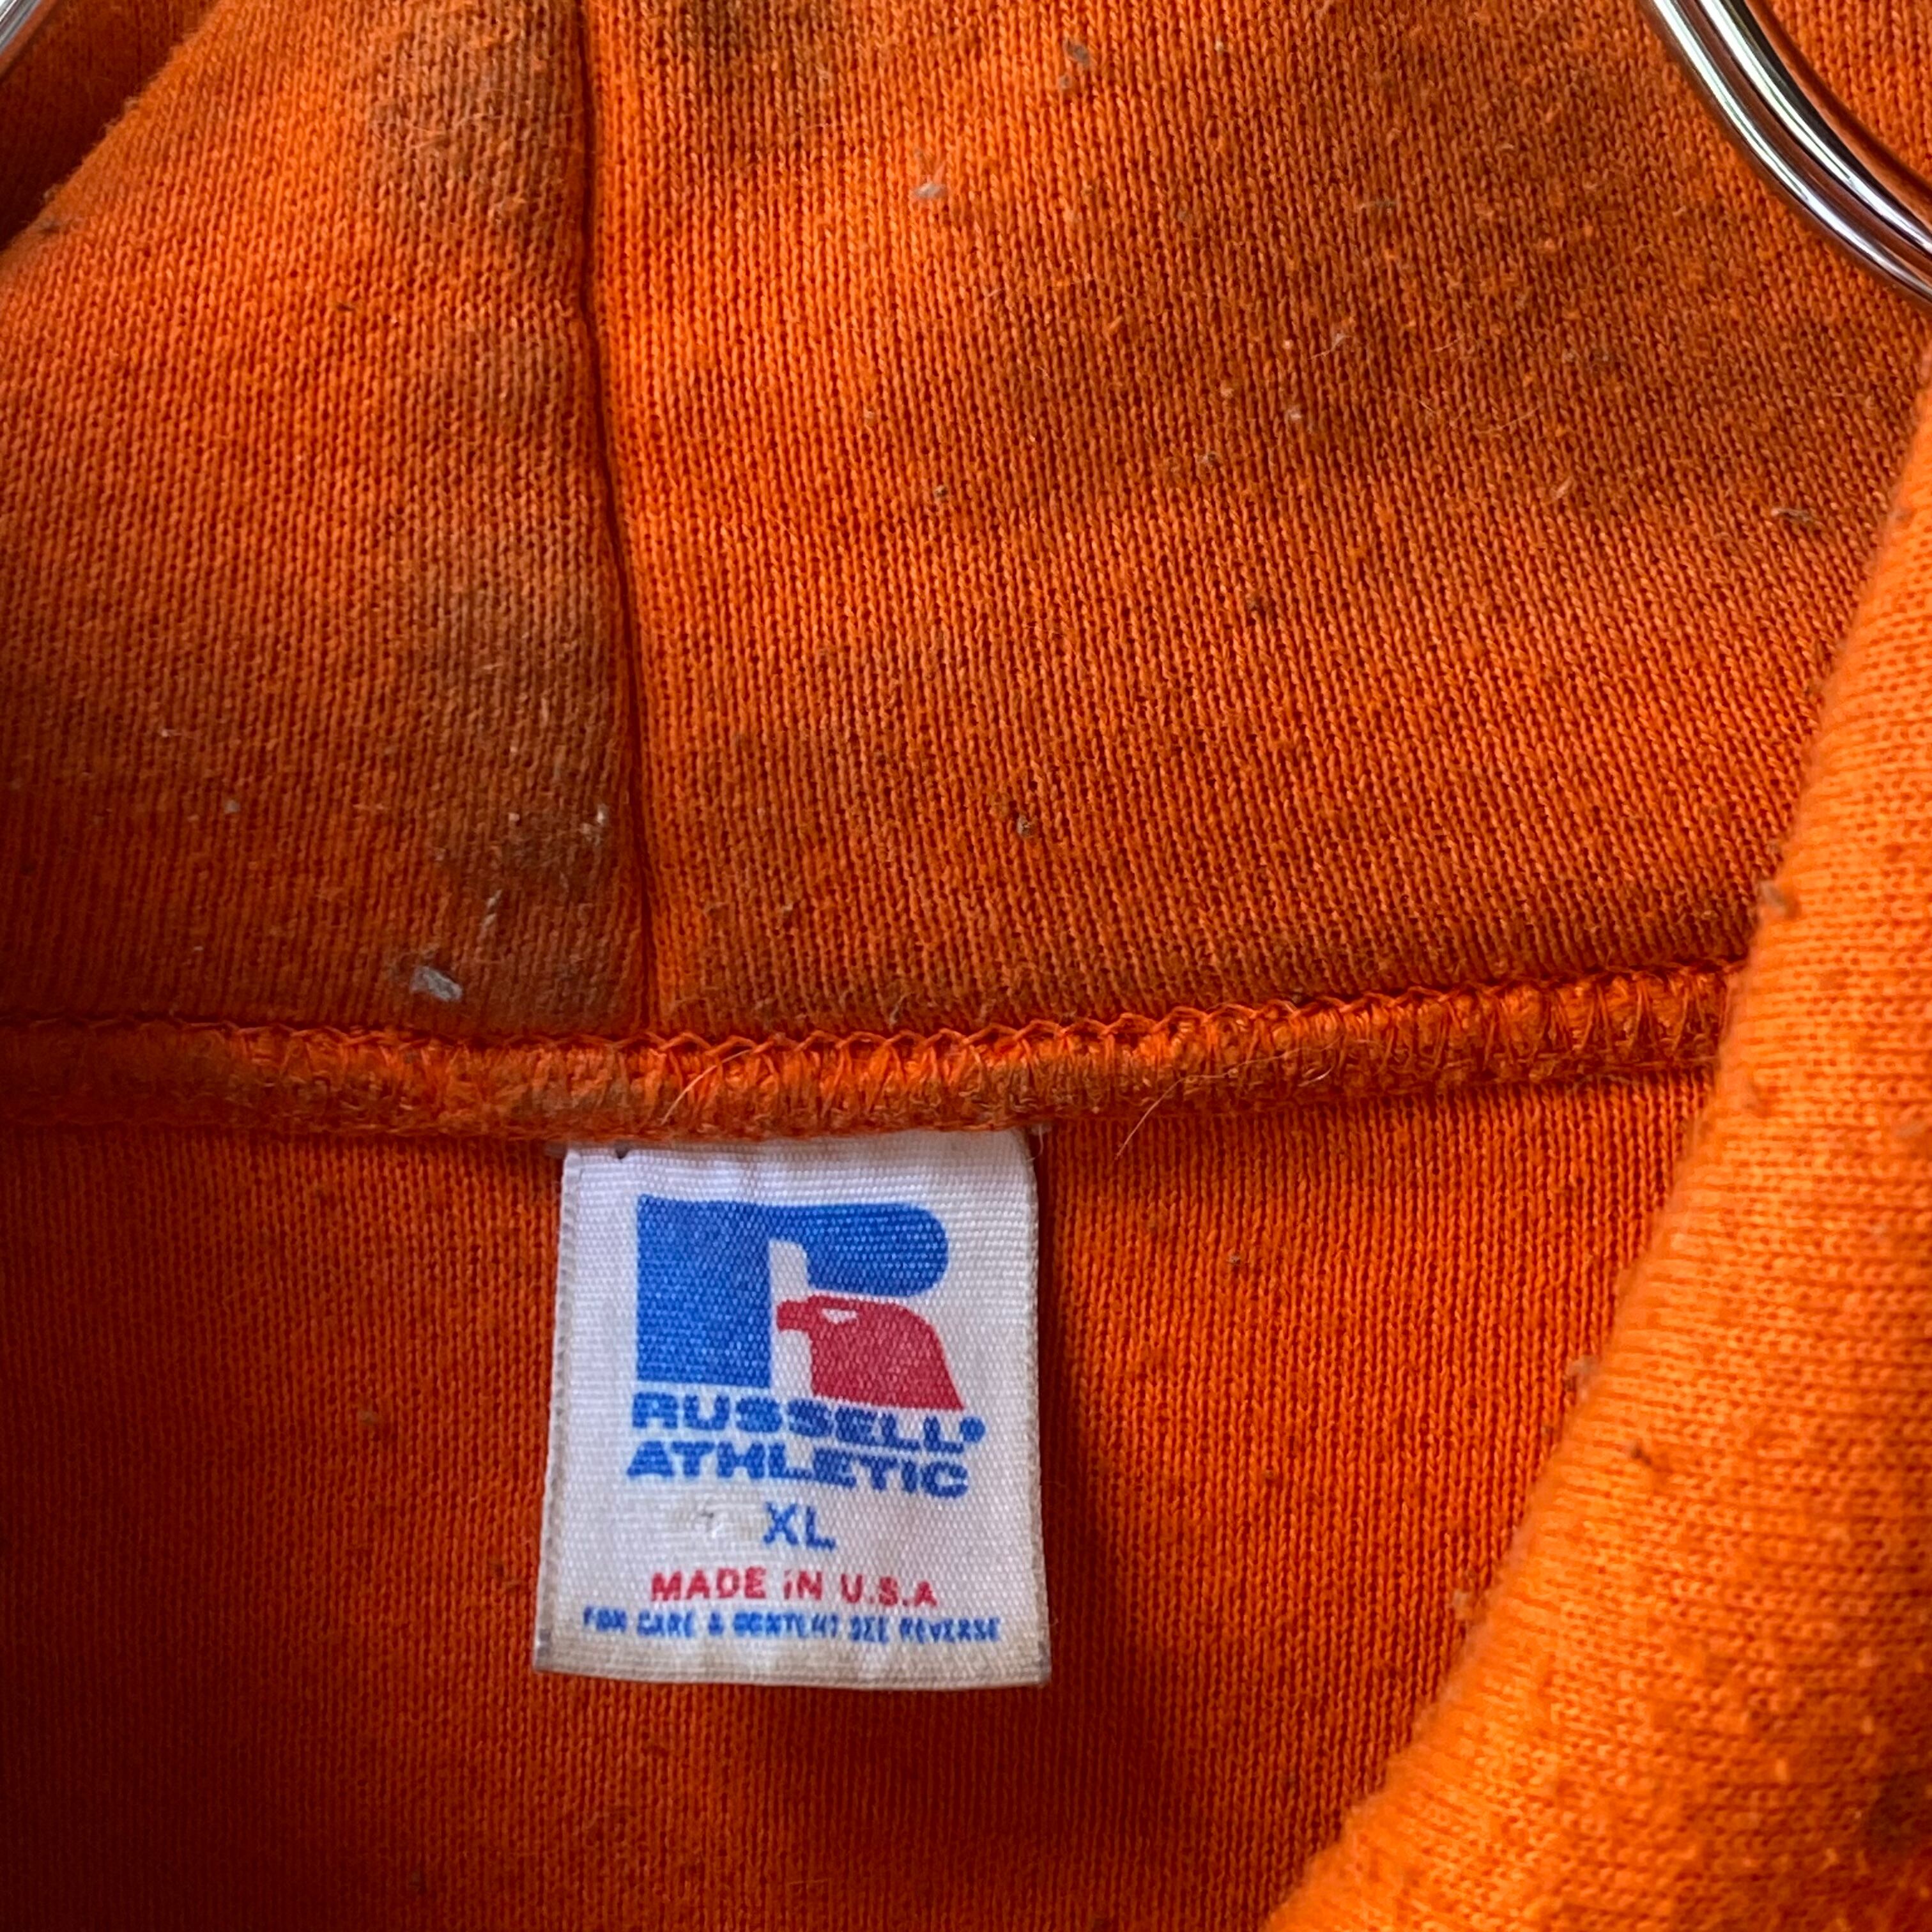 RUSSELL®
ATHLETIC
XL
MADE IN U.S.A
FOR CARE & CONTENT SEE REVERSE